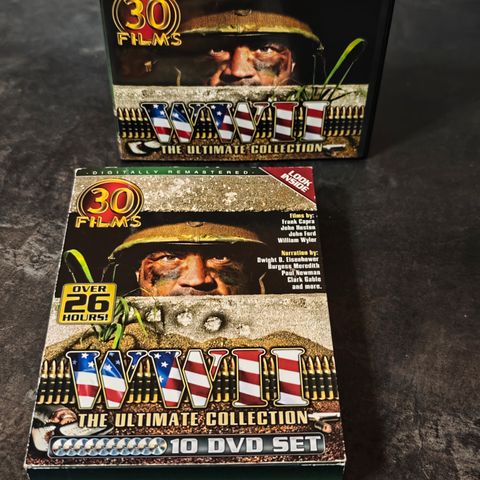 30
FILMS
WWII
THE ULTIMATE COLLECTION
- DIGITALLY REMASTERED -
LOOK
INSIDE
30
FILMS
Films by:
Frank Capra
John Huston
John Ford
William Wyler
Narration by:
Dwight D. Eisenhower
Burgess Meredith
Paul Newman
Clark Gable
and more.
OVER
26
HOURS!
WWII
THE ULTIMATE COLLECTION
10 DVD SET